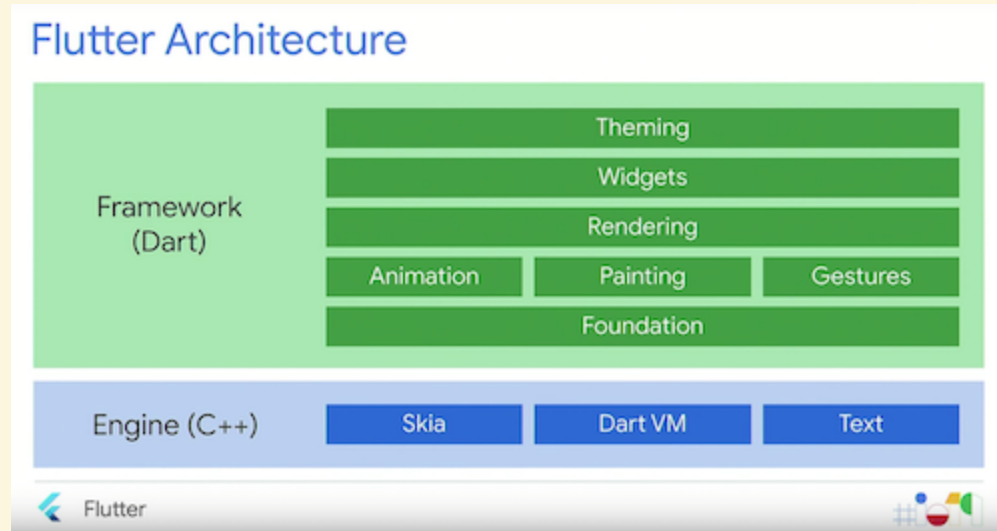 Flutter Architecture
Framework
(Dart)
Theming
Widgets
Rendering
Animation Painting Gestures
Foundation
Engine (C++)
Skia Dart VM Text
Flutter